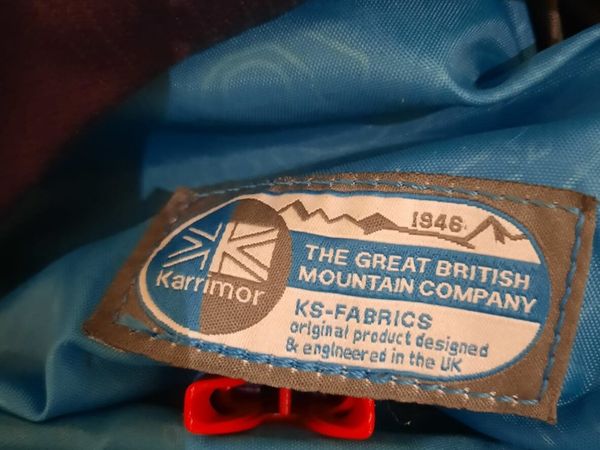 1946
Karrimor
THE GREAT BRITISH
MOUNTAIN COMPANY
KS-FABRICS
original product designed
& engineered in the UK